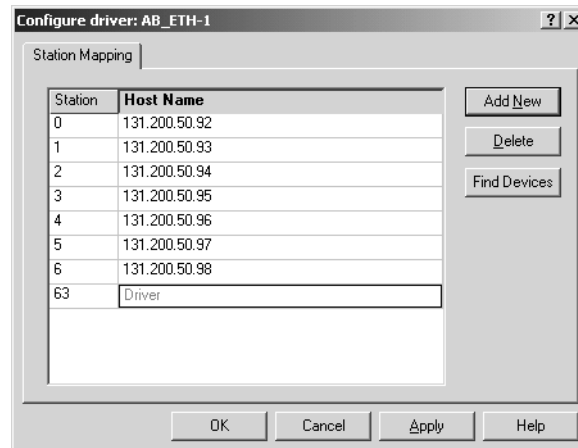 Configure driver: AB_ETH-1
? ×
Station Mapping
Station Host Name
0 131.200.50.92
1 131.200.50.93
2 131.200.50.94
3 131.200.50.95
4 131.200.50.96
5 131.200.50.97
6 131.200.50.98
63 Driver
Add New
Delete
Find Devices
OK Cancel Apply Help